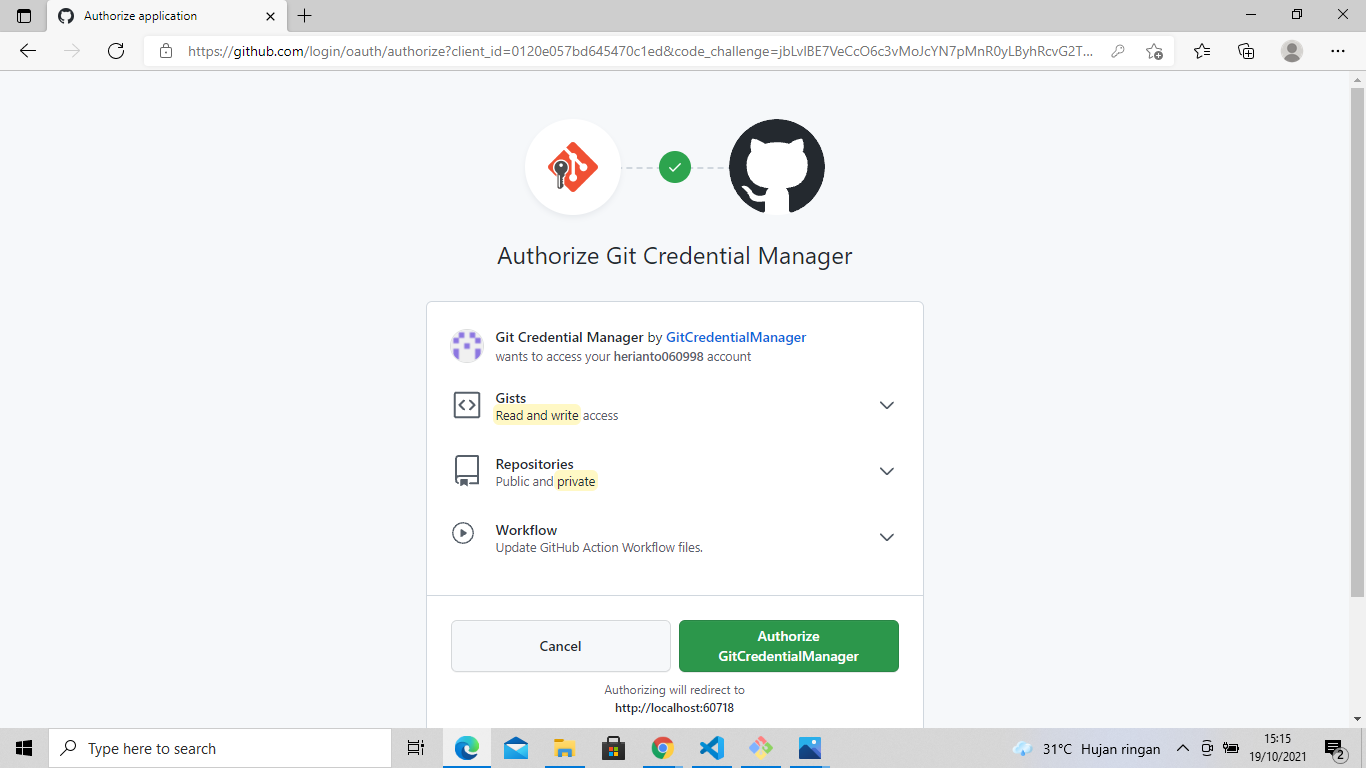 Authorize application
https://github.com/login/oauth/authorize?client_id=0120e057bd645470c1ed&code_challenge=jbLvIBE7VeCcO6c3vMoJcYN7pMnR0yLByhRcvG2T...
Authorize Git Credential Manager
Git Credential Manager by GitCredentialManager
wants to access your herianto060998 account
Gists
Read and write access
Repositories
Public and private
Workflow
Update GitHub Action Workflow files.
Cancel
Authorize
GitCredentialManager
Authorizing will redirect to
http://localhost:60718
Type here to search
31°C Hujan ringan
15:15
19/10/2021
2